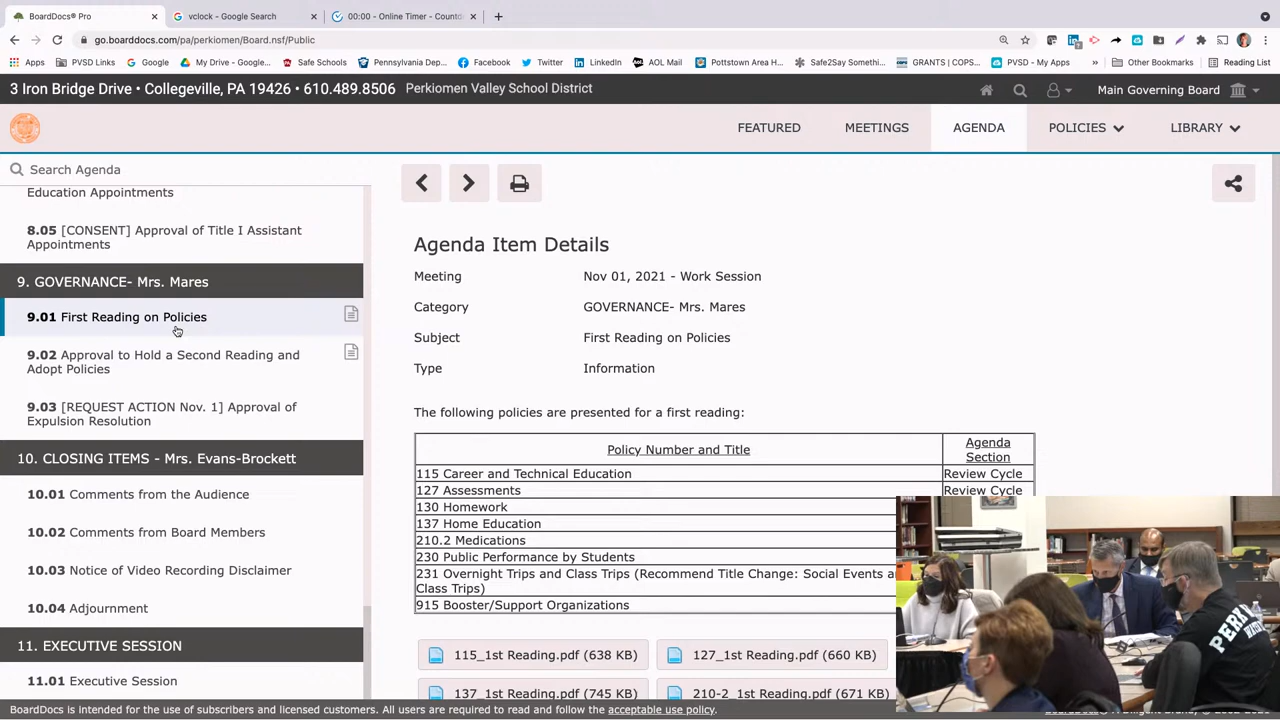 BoardDocs® Pro
vclock - Google Search
00:00 - Online Timer - Countd
go.boarddocs.com/pa/perkiomen/Board.nsf/Public
Apps PVSD Links Google My Drive - Google... Safe Schools Pennsylvania Dep... Facebook Twitter LinkedIn AOL Mail Pottstown Area H... Safe2Say Somethi... GRANTS | COPS... PVSD - My Apps » Other Bookmarks Reading List
3 Iron Bridge Drive • Collegeville, PA 19426 • 610.489.8506 Perkiomen Valley School District
Main Governing Board
FEATURED MEETINGS AGENDA POLICIES LIBRARY
Search Agenda
Education Appointments
8.05 [CONSENT] Approval of Title I Assistant
Appointments
9. GOVERNANCE- Mrs. Mares
9.01 First Reading on Policies
9.02 Approval to Hold a Second Reading and
Adopt Policies
9.03 [REQUEST ACTION Nov. 1] Approval of
Expulsion Resolution
10. CLOSING ITEMS - Mrs. Evans-Brockett
10.01 Comments from the Audience
10.02 Comments from Board Members
10.03 Notice of Video Recording Disclaimer
10.04 Adjournment
11. EXECUTIVE SESSION
11.01 Executive Session
Agenda Item Details
Meeting Nov 01, 2021 - Work Session
Category GOVERNANCE- Mrs. Mares
Subject First Reading on Policies
Type Information
The following policies are presented for a first reading:
Policy Number and Title Agenda
Section
115 Career and Technical Education Review Cycle
127 Assessments Review Cycle
130 Homework
137 Home Education
210.2 Medications
230 Public Performance by Students
231 Overnight Trips and Class Trips (Recommend Title Change: Social Events a
Class Trips)
915 Booster/Support Organizations
115_1st Reading.pdf (638 KB) 127_1st Reading.pdf (660 KB)
137_1st Reading.pdf (745 KB) 210-2_1st Reading.pdf (671 KB)
BoardDocs is intended for the use of subscribers and licensed customers. All users are required to read and follow the acceptable use policy.